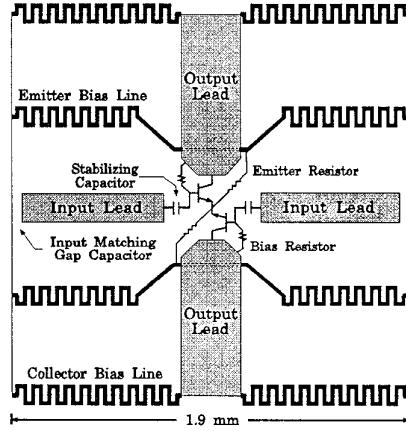 Output
Lead
Emitter Bias Line
Stabilizing
Capacitor
Emitter Resistor
Input Lead
Input Lead
Input Matching
Gap Capacitor
Bias Resistor
Output
Lead
Collector Bias Line
1.9 mm